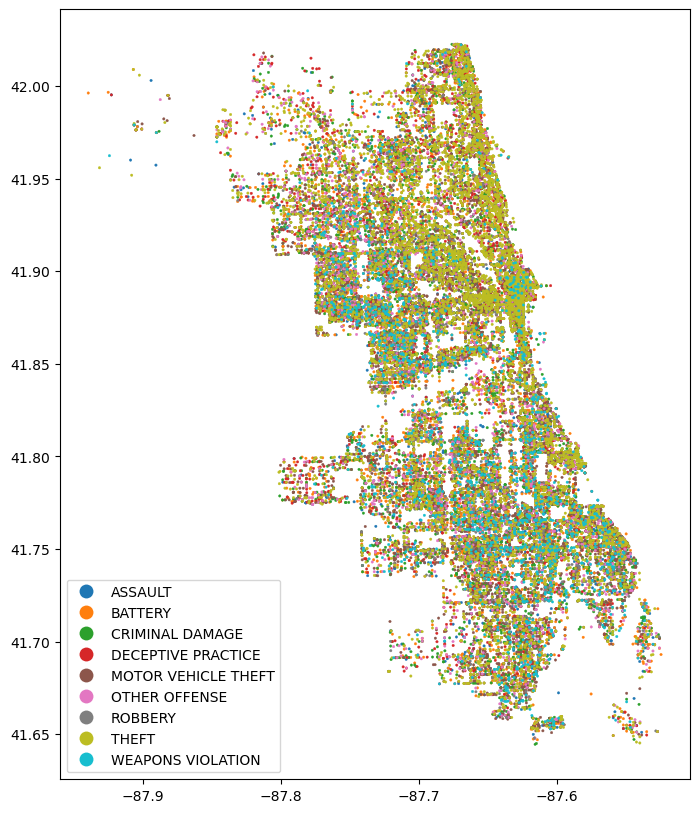 42.00
41.95
41.90
41.85
41.80
41.75
41.70
41.65
ASSAULT
BATTERY
CRIMINAL DAMAGE
DECEPTIVE PRACTICE
MOTOR VEHICLE THEFT
OTHER OFFENSE
ROBBERY
THEFT
WEAPONS VIOLATION
−87.9 −87.8 −87.7 −87.6